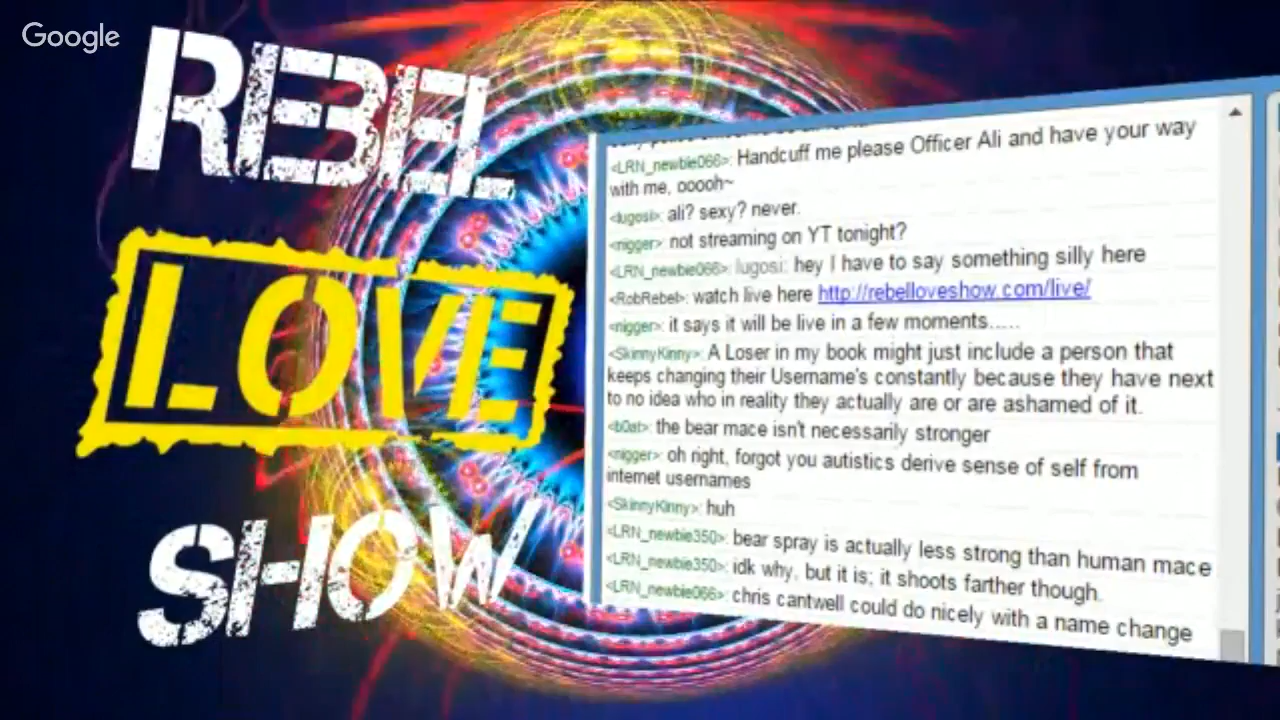 Google
REBEL
LOVE
SHOW
<LRN_newbie066>: Handcuff me please Officer Ali and have your way
with me, ooooh~
<lugosi>: ali? sexy? never.
<nigger> not streaming on YT tonight?
<LRN_newbie066>: lugosi: hey I have to say something silly here
<RobRebel>: watch live here http://rebelloveshow.com/live/
<nigger>: it says it will be live in a few moments.....
<SkinnyKinny>: A Loser in my book might just include a person that
keeps changing their Username's constantly because they have next
to no idea who in reality they actually are or are ashamed of it.
<b0at>: the bear mace isn't necessarily stronger
<nigger>: oh right, forgot you autistics derive sense of self from
internet usernames
<SkinnyKinny>: huh
<LRN_newbie350>: bear spray is actually less strong than human mace
<LRN_newbie350>: idk why, but it is; it shoots farther though.
<LRN_newbie066>: chris cantwell could do nicely with a name change